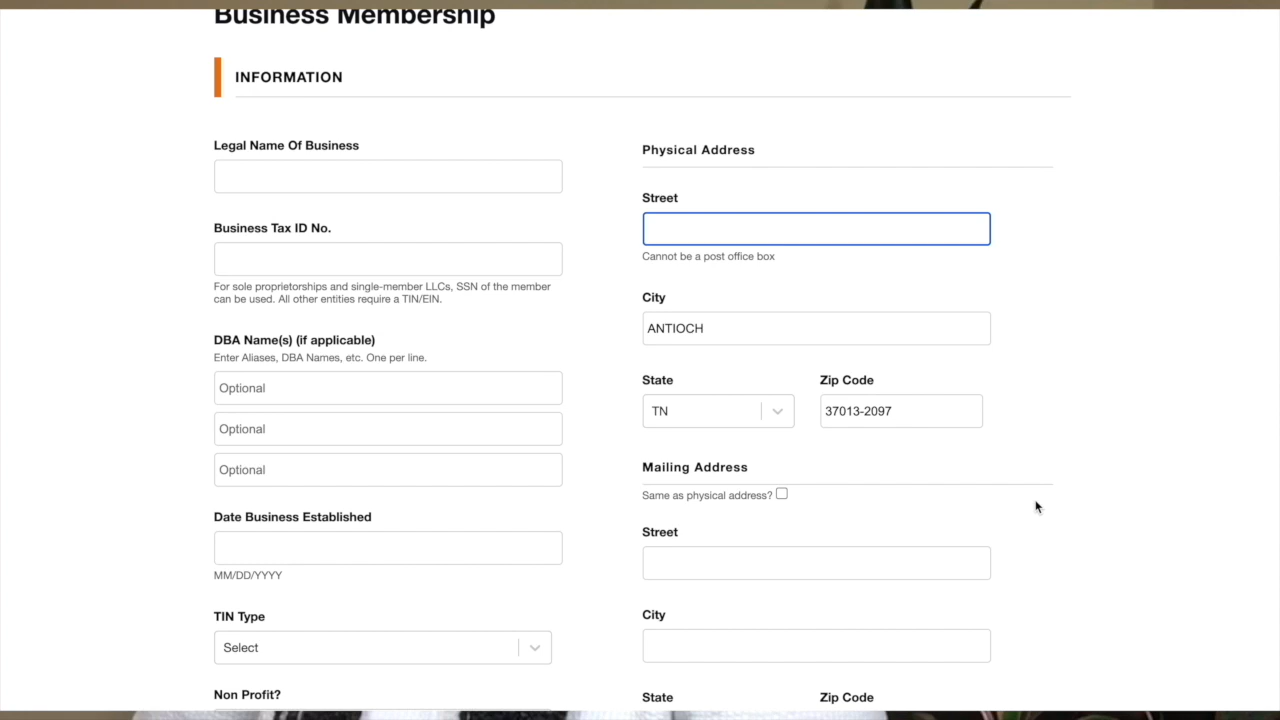 Business Membership
INFORMATION
Legal Name Of Business
Business Tax ID No.
For sole proprietorships and single-member LLCs, SSN of the member
can be used. All other entities require a TIN/EIN.
DBA Name(s) (if applicable)
Enter Aliases, DBA Names, etc. One per line.
Optional
Optional
Optional
Date Business Established
MM/DD/YYYY
TIN Type
Select
Non Profit?
Physical Address
Street
Cannot be a post office box
City
ANTIOCH
State
Zip Code
TN
37013-2097
Mailing Address
Same as physical address?
Street
City
State
Zip Code